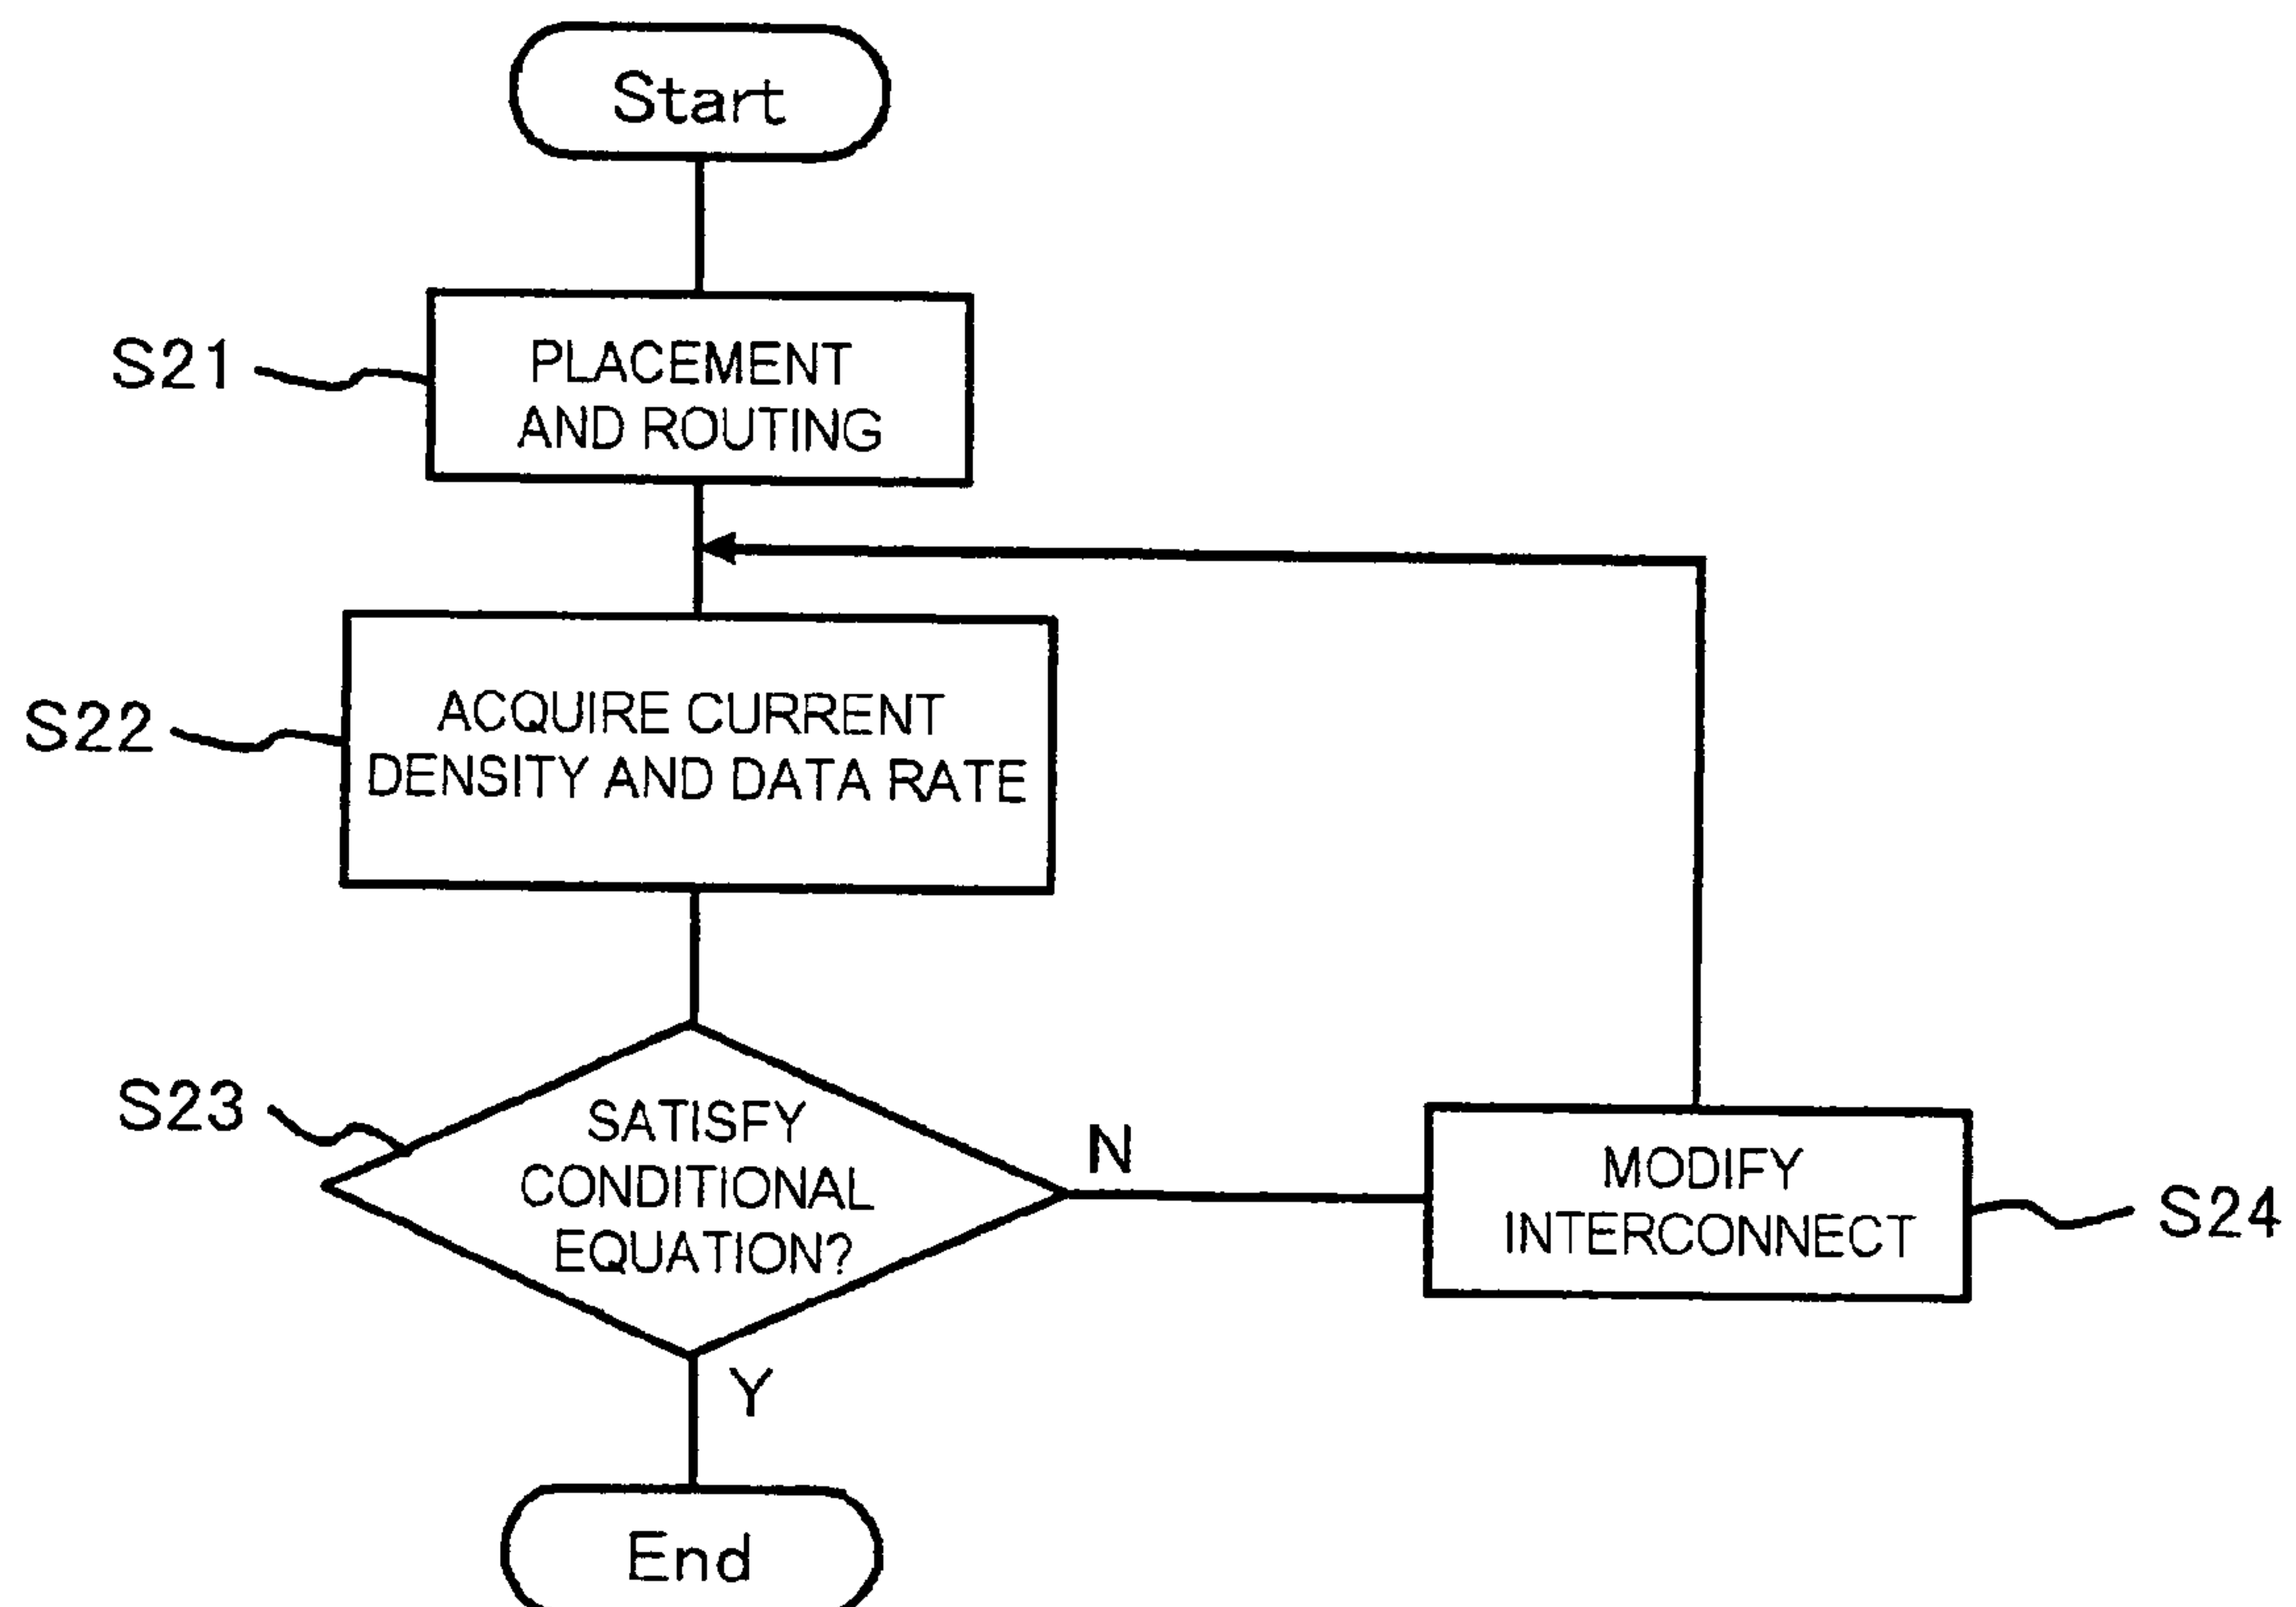 Start
S21
PLACEMENT
AND ROUTING
S22
ACQUIRE CURRENT
DENSITY AND DATA RATE
S23
SATISFY
CONDITIONAL
EQUATION?
N
MODIFY
INTERCONNECT
S24
Y
End